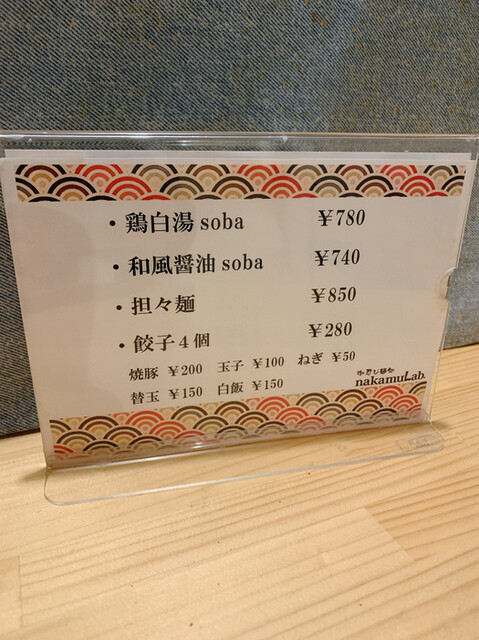 ・鶏白湯 soba ￥780
・和風醤油 soba ￥740
・担々麺 ￥850
・餃子４個 ￥280
焼豚 ￥200 玉子 ￥100 ねぎ ￥50
替玉 ￥150 白飯 ￥150
nakamuLab.